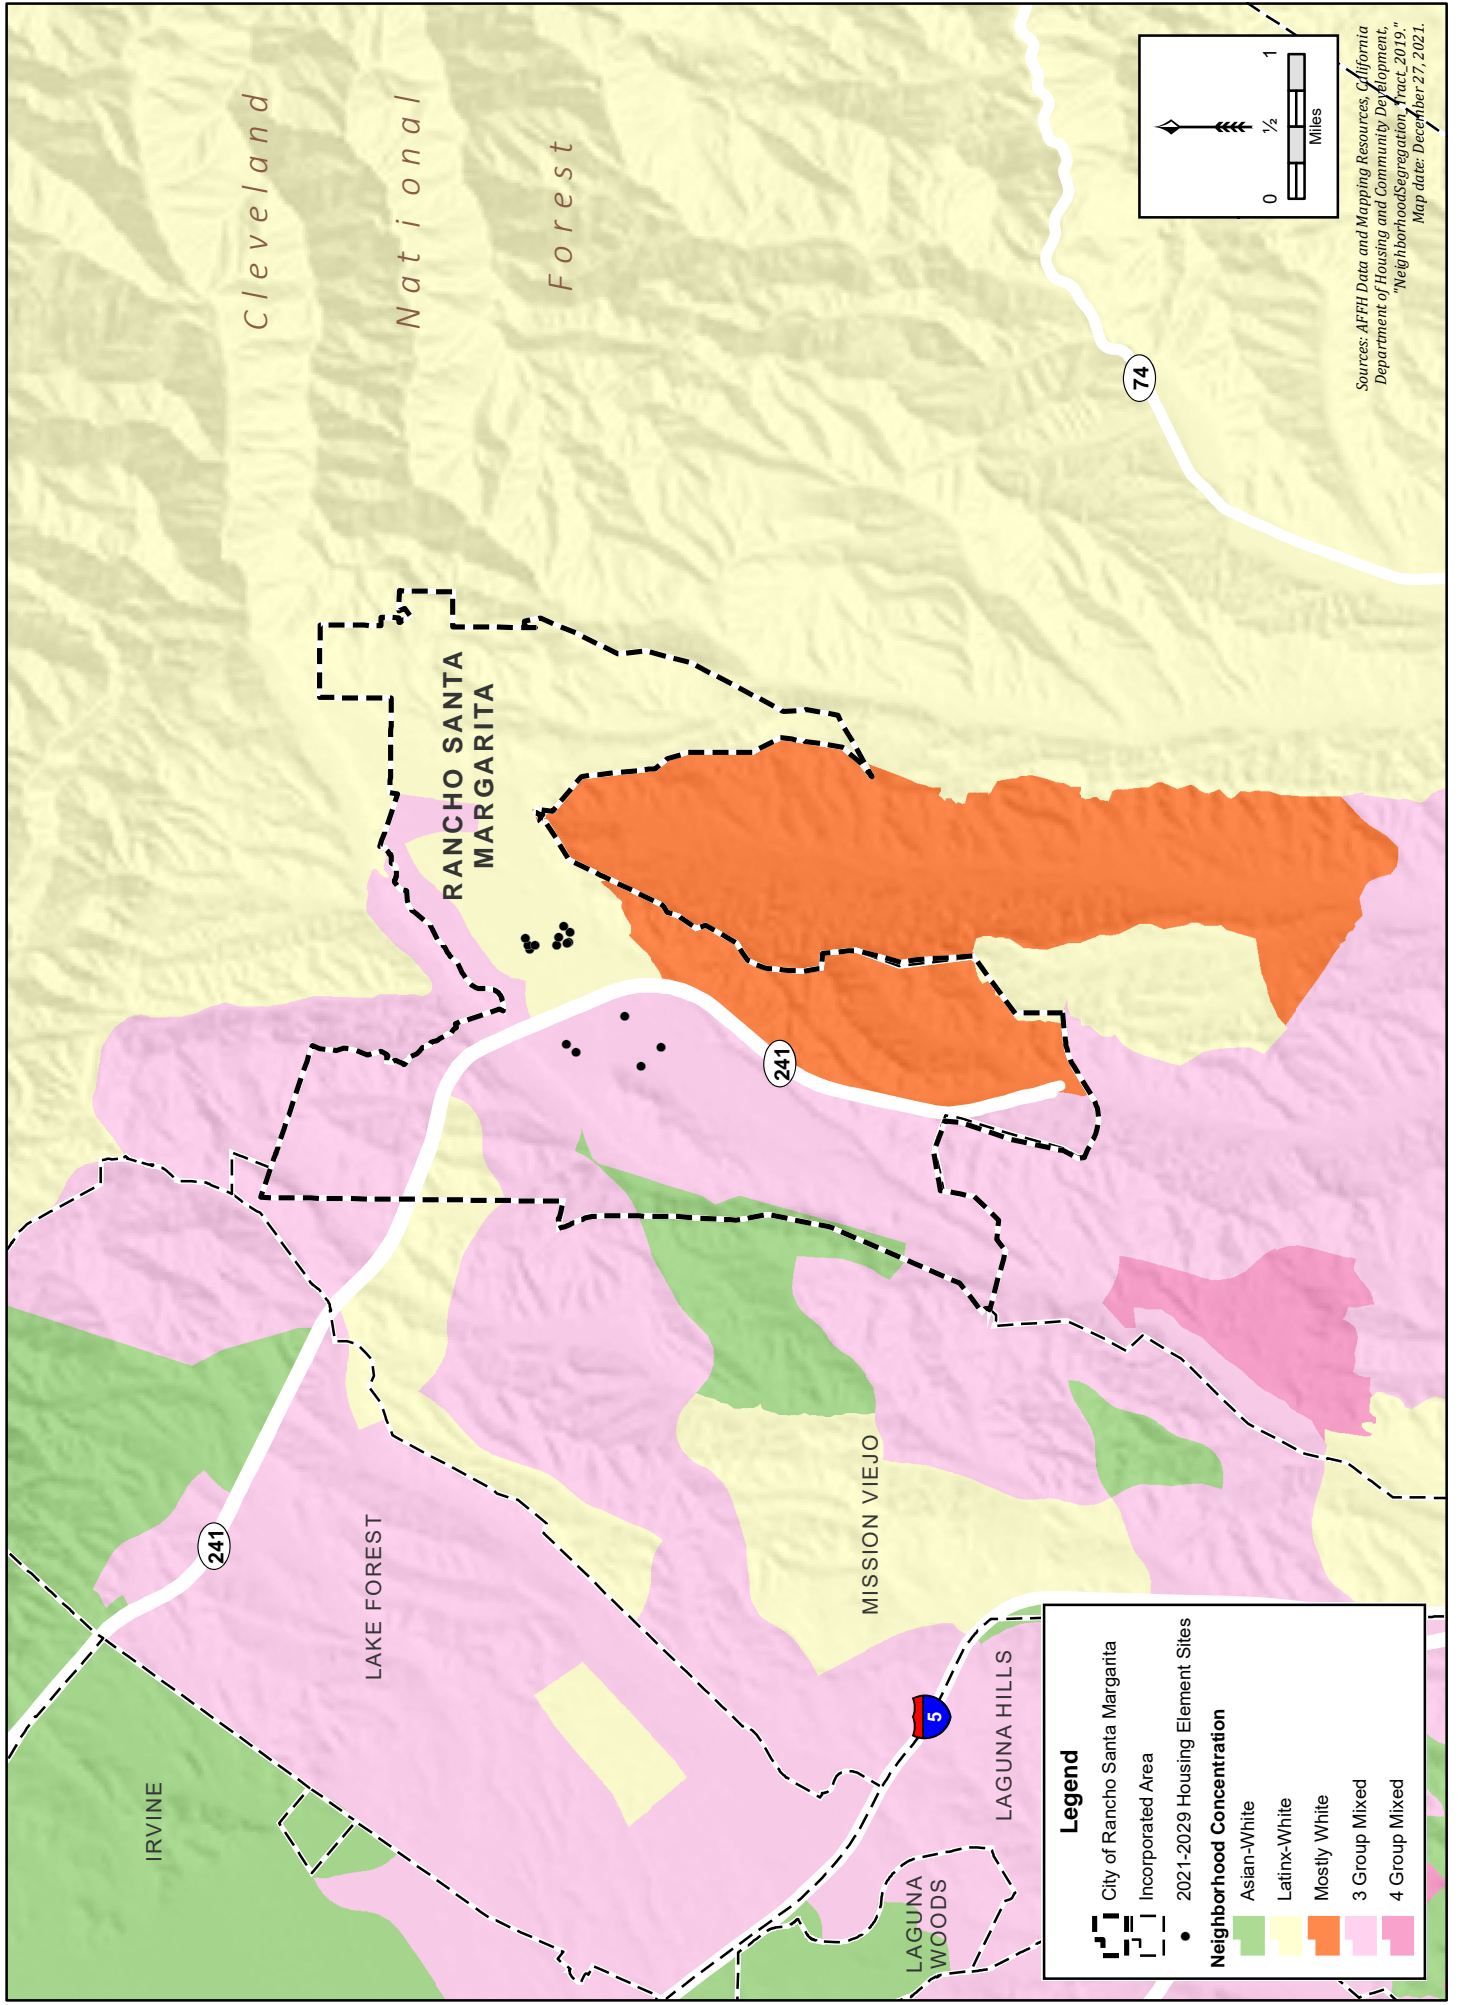 Cleveland
National
Forest
RANCHO SANTA
MARGARITA
IRVINE
LAKE FOREST
MISSION VIEJO
LAGUNA HILLS
LAGUNA
WOODS
241
241
74
5
Legend
City of Rancho Santa Margarita
Incorporated Area
2021-2029 Housing Element Sites
Neighborhood Concentration
Asian-White
Latinx-White
Mostly White
3 Group Mixed
4 Group Mixed
0 ½ 1
Miles
Sources: AFFH Data and Mapping Resources, California
Department of Housing and Community Development,
"NeighborhoodSegregation_Tract_2019."
Map date: December 27, 2021.